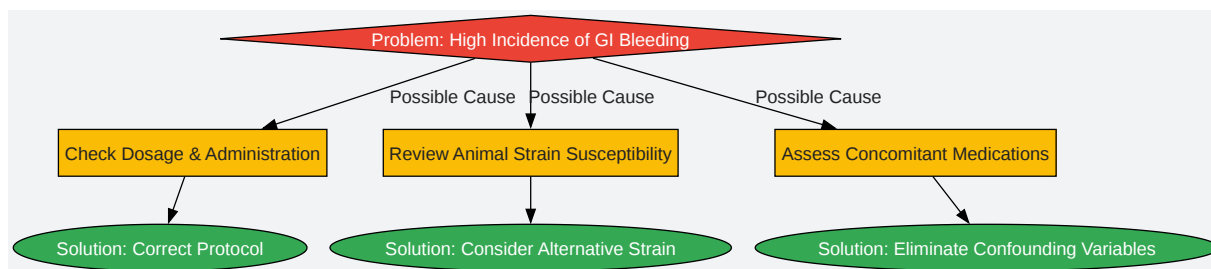 Problem: High Incidence of GI Bleeding
Possible Cause
Possible Cause
Possible Cause
Check Dosage & Administration
Review Animal Strain Susceptibility
Assess Concomitant Medications
Solution: Correct Protocol
Solution: Consider Alternative Strain
Solution: Eliminate Confounding Variables